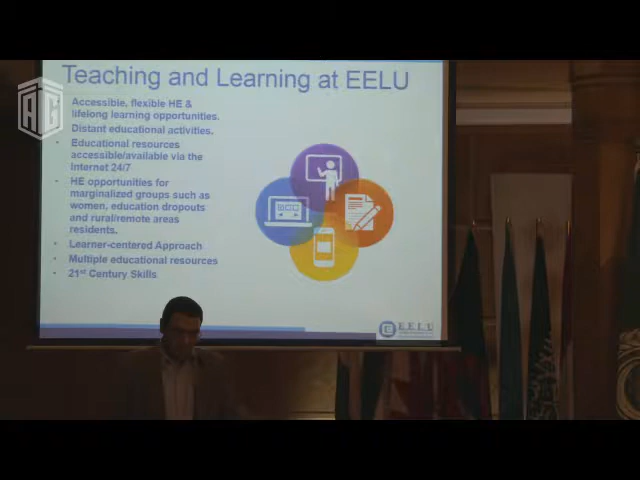 Teaching and Learning at EELU
Accessible, flexible HE &
lifelong learning opportunities.
Distant educational activities.
Educational resources
accessible/available via the
Internet 24/7
HE opportunities for
marginalized groups such as
women, education dropouts
and rural/remote areas
residents.
Learner-centered Approach
Multiple educational resources
21st Century Skills
EELU